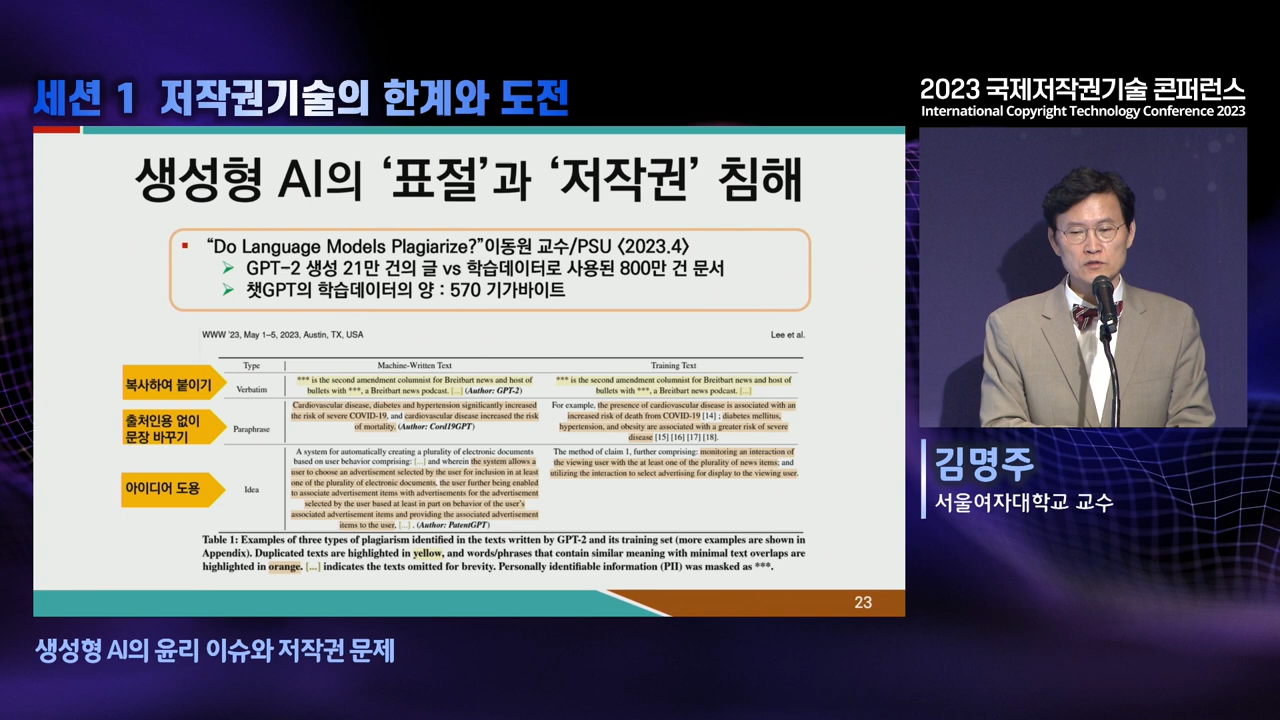 세션 1 저작권기술의 한계와 도전
2023 국제저작권기술 콘퍼런스
International Copyright Technology Conference 2023
생성형 AI의 ‘표절’과 ‘저작권’ 침해
“Do Language Models Plagiarize?”이동원 교수/PSU <2023.4>
GPT-2 생성 21만 건의 글 vs 학습데이터로 사용된 800만 건 문서
챗GPT의 학습데이터의 양 : 570 기가바이트
WWW '23, May 1–5, 2023, Austin, TX, USA
Lee et al.
Type
Machine-Written Text
Training Text
복사하여 붙이기
Verbatim
*** is the second amendment columnist for Breitbart news and host of
bullets with ***, a Breitbart news podcast. [...] (Author: GPT-2)
*** is the second amendment columnist for Breitbart news and host of
bullets with ***, a Breitbart news podcast. [...]
출처인용 없이
문장 바꾸기
Paraphrase
Cardiovascular disease, diabetes and hypertension significantly increased
the risk of severe COVID-19, and cardiovascular disease increased the risk
of mortality. (Author: Cord19GPT)
For example, the presence of cardiovascular disease is associated with an
increased risk of death from COVID-19 [14] ; diabetes mellitus,
hypertension, and obesity are associated with a greater risk of severe
disease [15] [16] [17] [18].
아이디어 도용
Idea
A system for automatically creating a plurality of electronic documents
based on user behavior comprising: [...] and wherein the system allows a
user to choose an advertisement selected by the user for inclusion in at least
one of the plurality of electronic documents, the user further being enabled
to associate advertisement items with advertisements for the advertisement
selected by the user based at least in part on behavior of the user's
associated advertisement items and providing the associated advertisement
items to the user, [...] . (Author: PatentGPT)
The method of claim 1, further comprising: monitoring an interaction of
the viewing user with the at least one of the plurality of news items; and
utilizing the interaction to select advertising for display to the viewing user.
Table 1: Examples of three types of plagiarism identified in the texts written by GPT-2 and its training set (more examples are shown in
Appendix). Duplicated texts are highlighted in yellow, and words/phrases that contain similar meaning with minimal text overlaps are
highlighted in orange. [...] indicates the texts omitted for brevity. Personally identifiable information (PII) was masked as ***.
23
김명주
서울여자대학교 교수
생성형 AI의 윤리 이슈와 저작권 문제